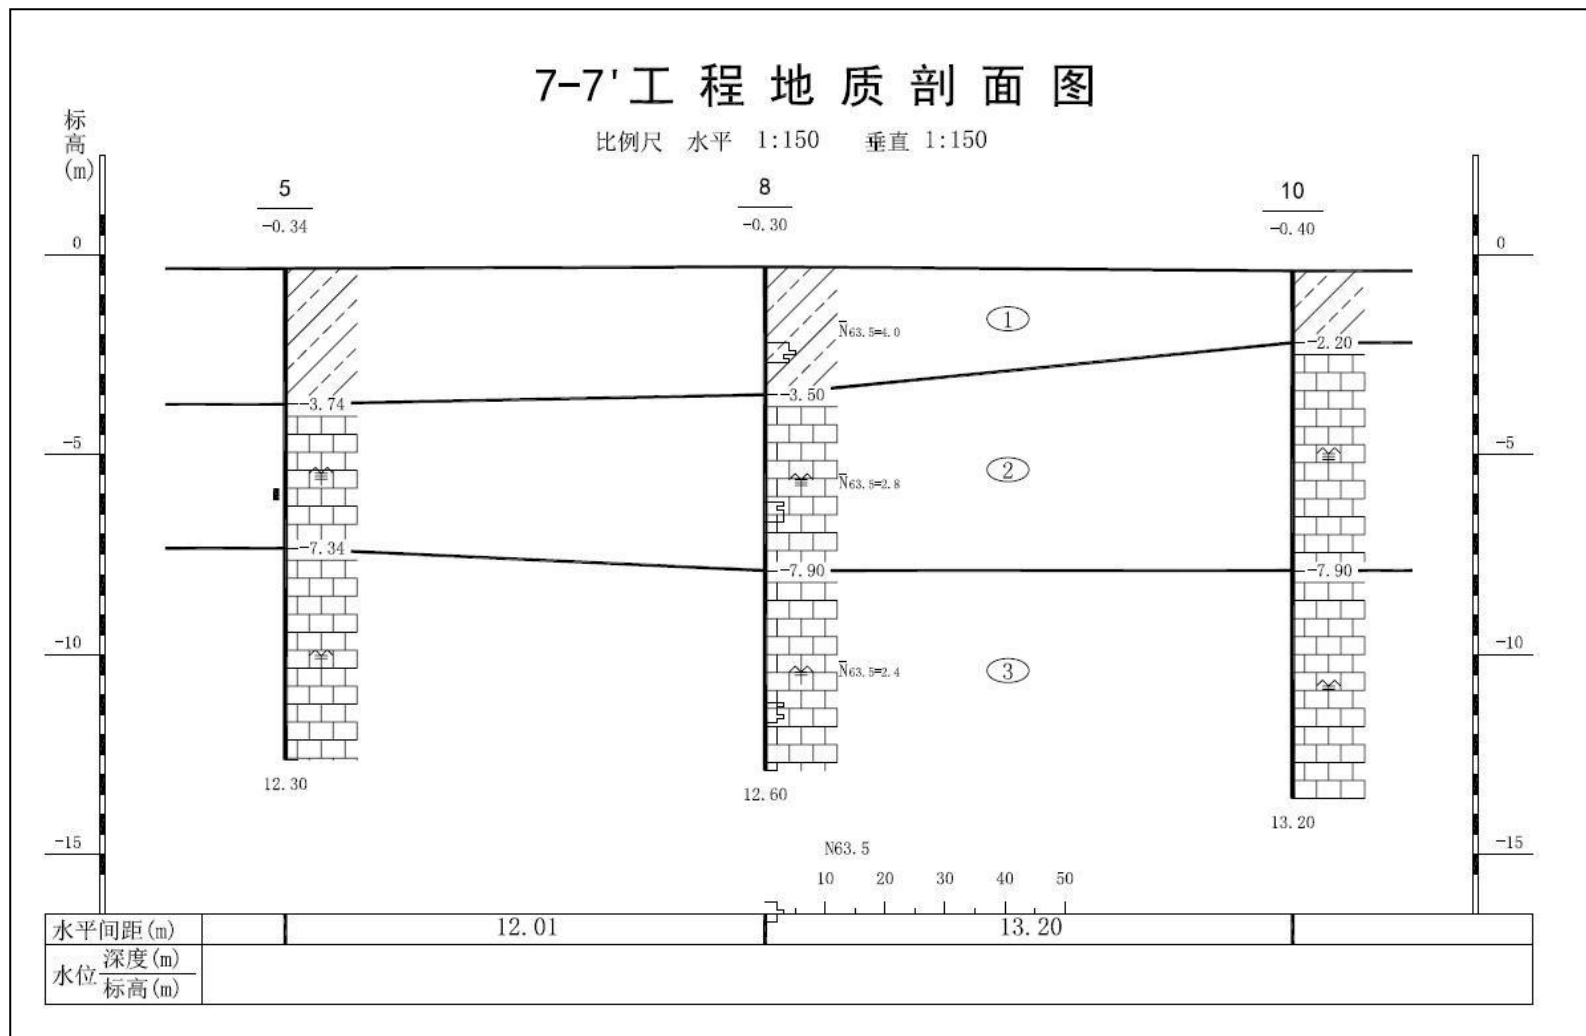 7-7'工程地质剖面图
比例尺 水平 1:150 垂直 1:150
标高(m)
5 8 10
-0.34 -0.30 -0.40
0 0
N63.5=4.0 ①
-2.20
-3.74 -3.50
-5 -5
②
N63.5=2.8
-7.34 -7.90 -7.90
-10 -10
N63.5=2.4 ③
12.30 12.60
13.20
-15 -15
N63.5
10 20 30 40 50
水平间距(m) 12.01 13.20
水位 深度(m)
标高(m)